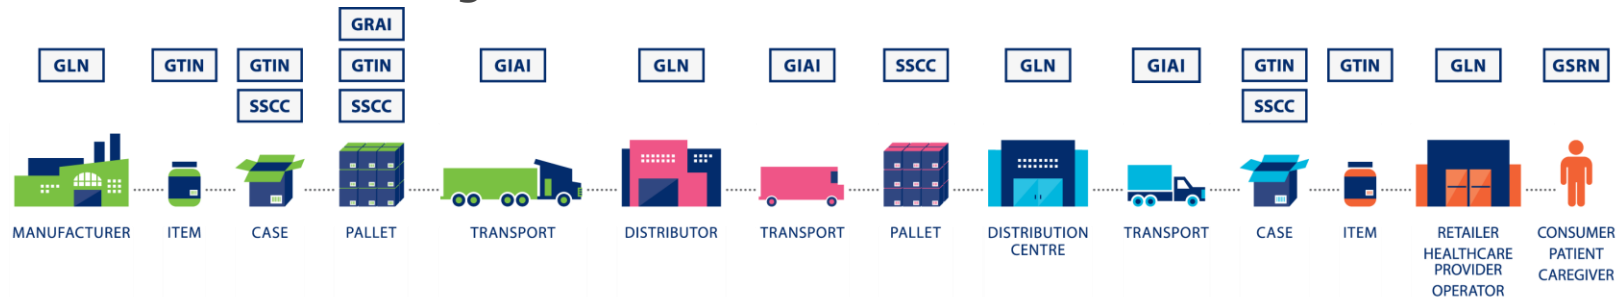 GRAI
GLN GTIN GTIN GTIN GIAI GLN GIAI SSCC GLN GIAI GTIN GTIN GLN GSRN
SSCC SSCC SSCC
MANUFACTURER ITEM CASE PALLET TRANSPORT DISTRIBUTOR TRANSPORT PALLET DISTRIBUTION TRANSPORT CASE ITEM RETAILER CONSUMER
CENTRE HEALTHCARE PATIENT
PROVIDER CAREGIVER
OPERATOR